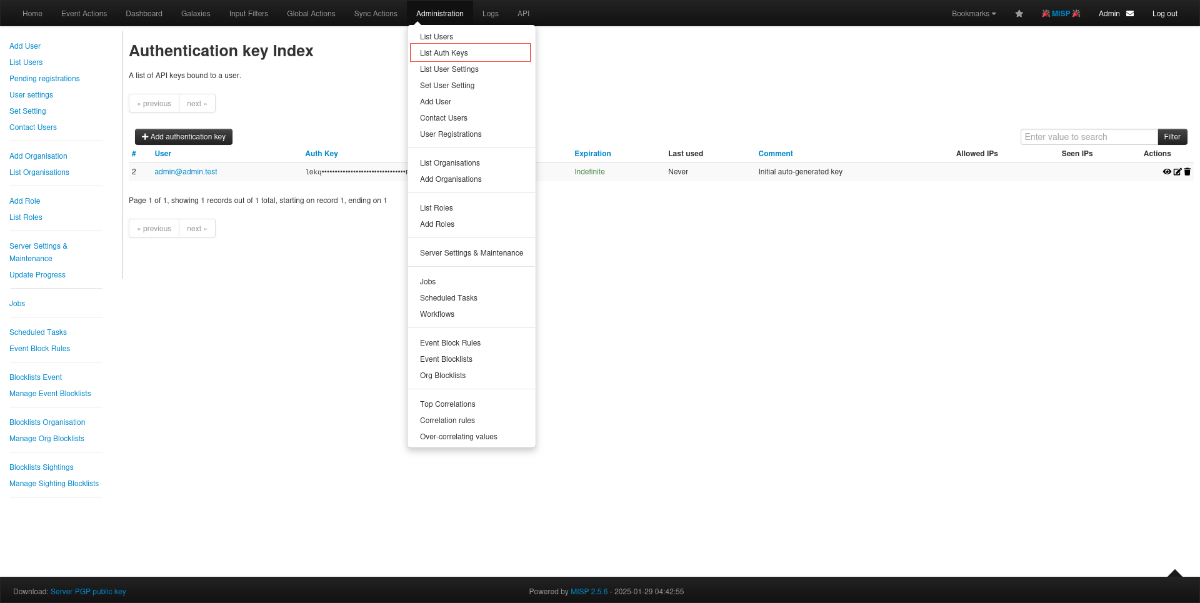 Home Event Actions Dashboard Galaxies Input Filters Global Actions Sync Actions Administration Logs API Bookmarks MISP Admin Log out
Add User
List Users
Pending registrations
User settings
Set Setting
Contact Users
Add Organisation
List Organisations
Add Role
List Roles
Server Settings &
Maintenance
Update Progress
Jobs
Scheduled Tasks
Event Block Rules
Blocklists Event
Manage Event Blocklists
Blocklists Organisation
Manage Org Blocklists
Blocklists Sightings
Manage Sighting Blocklists
Authentication key Index
A list of API keys bound to a user.
« previous next »
+ Add authentication key
Enter value to search Filter
# User Auth Key Expiration Last used Comment Allowed IPs Seen IPs Actions
2 admin@admin.test Indefinite Never Initial auto-generated key
Page 1 of 1, showing 1 records out of 1 total, starting on record 1, ending on 1
« previous next »
List Users
List Auth Keys
List User Settings
Set User Setting
Add User
Contact Users
User Registrations
List Organisations
Add Organisations
List Roles
Add Roles
Server Settings & Maintenance
Jobs
Scheduled Tasks
Workflows
Event Block Rules
Event Blocklists
Org Blocklists
Top Correlations
Correlation rules
Over-correlating values
Download: Server PGP public key
Powered by MISP 2.5.6 - 2025-01-29 04:42:55